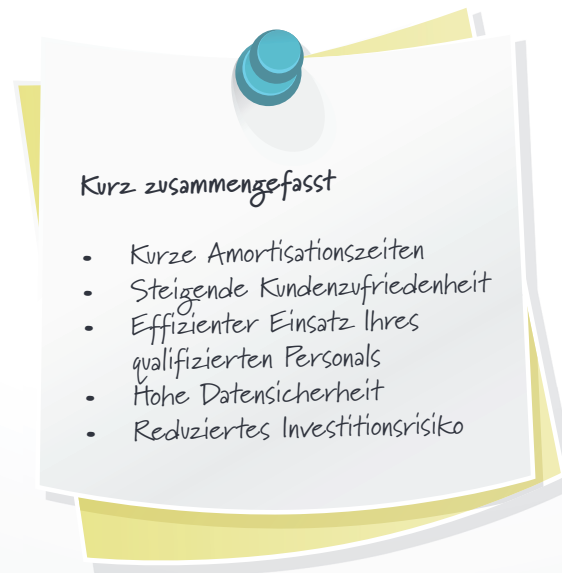 Kurz zusammengefasst
• Kurze Amortisationszeiten
• Steigende Kundenzufriedenheit
• Effizienter Einsatz Ihres
qualifizierten Personals
• Hohe Datensicherheit
• Reduziertes Investitionsrisiko